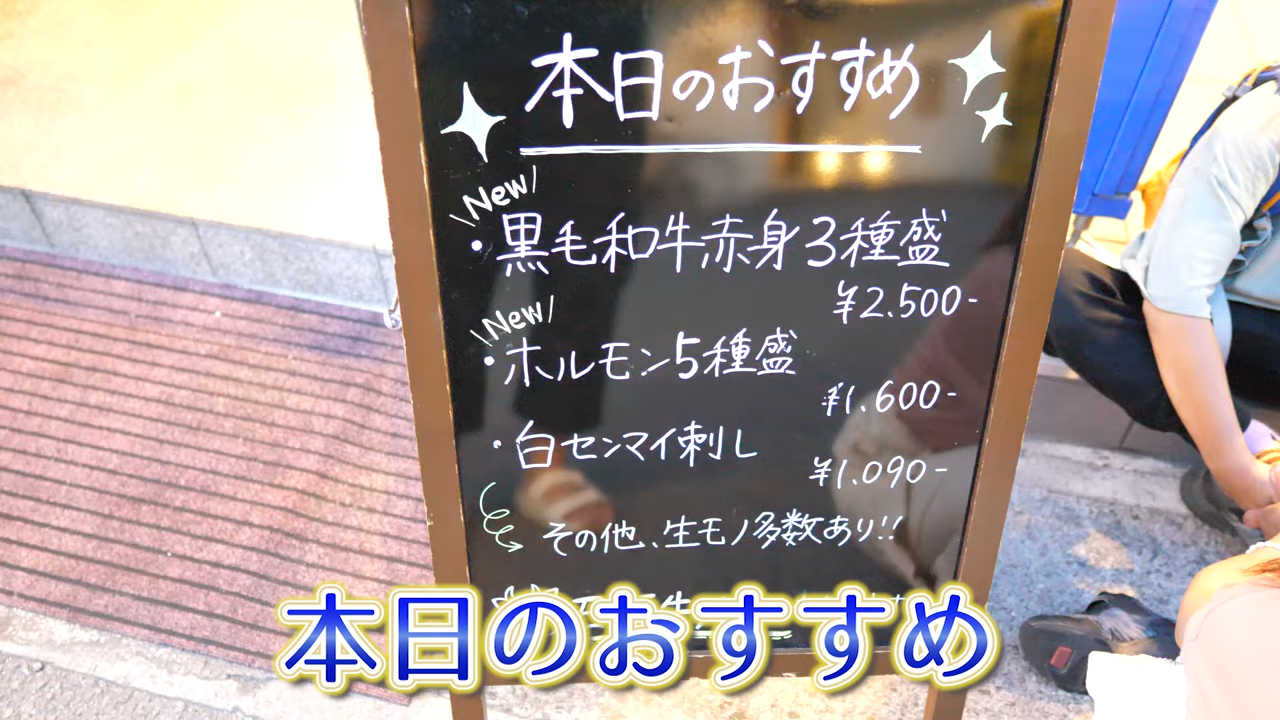 本日のおすすめ
New
・黒毛和牛赤身3種盛
¥2.500-
New
・ホルモン5種盛
¥1.600-
・白センマイ刺し
¥1.090-
その他、生モノ多数あり!!
本日のおすすめ